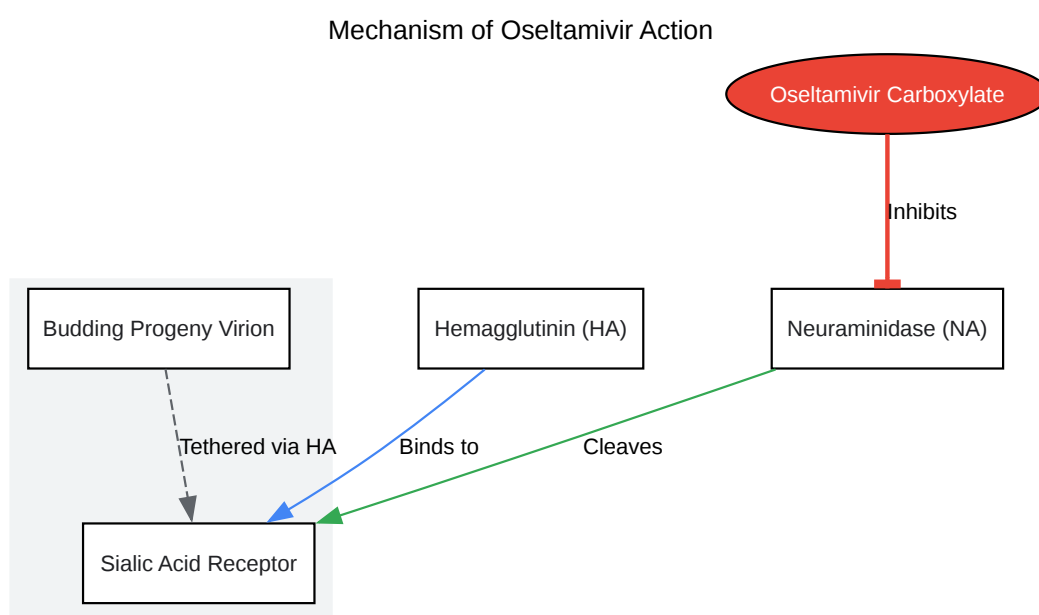 Mechanism of Oseltamivir Action
Oseltamivir Carboxylate
Inhibits
Budding Progeny Virion
Hemagglutinin (HA)
Neuraminidase (NA)
Tethered via HA
Binds to
Cleaves
Sialic Acid Receptor